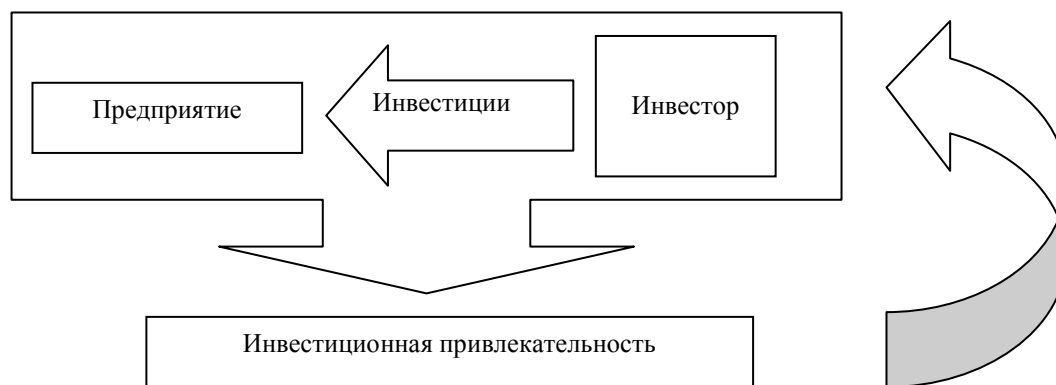 Предприятие
Инвестиции
Инвестор
Инвестиционная привлекательность